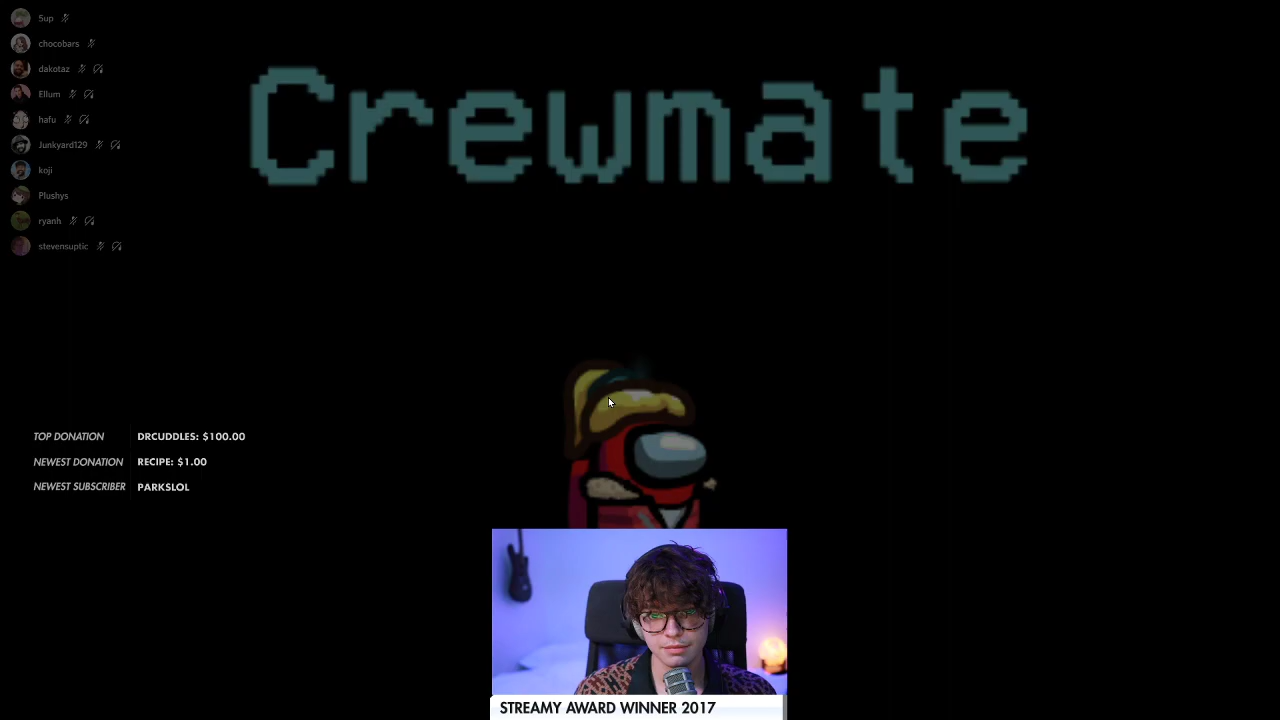 5up
chocobars
dakotaz
Ellum
hafu
Junkyard129
koji
Plushys
ryanh
stevensuptic
Crewmate
TOP DONATION DRCUDDLES: $100.00
NEWEST DONATION RECIPE: $1.00
NEWEST SUBSCRIBER PARKSLOL
STREAMY AWARD WINNER 2017